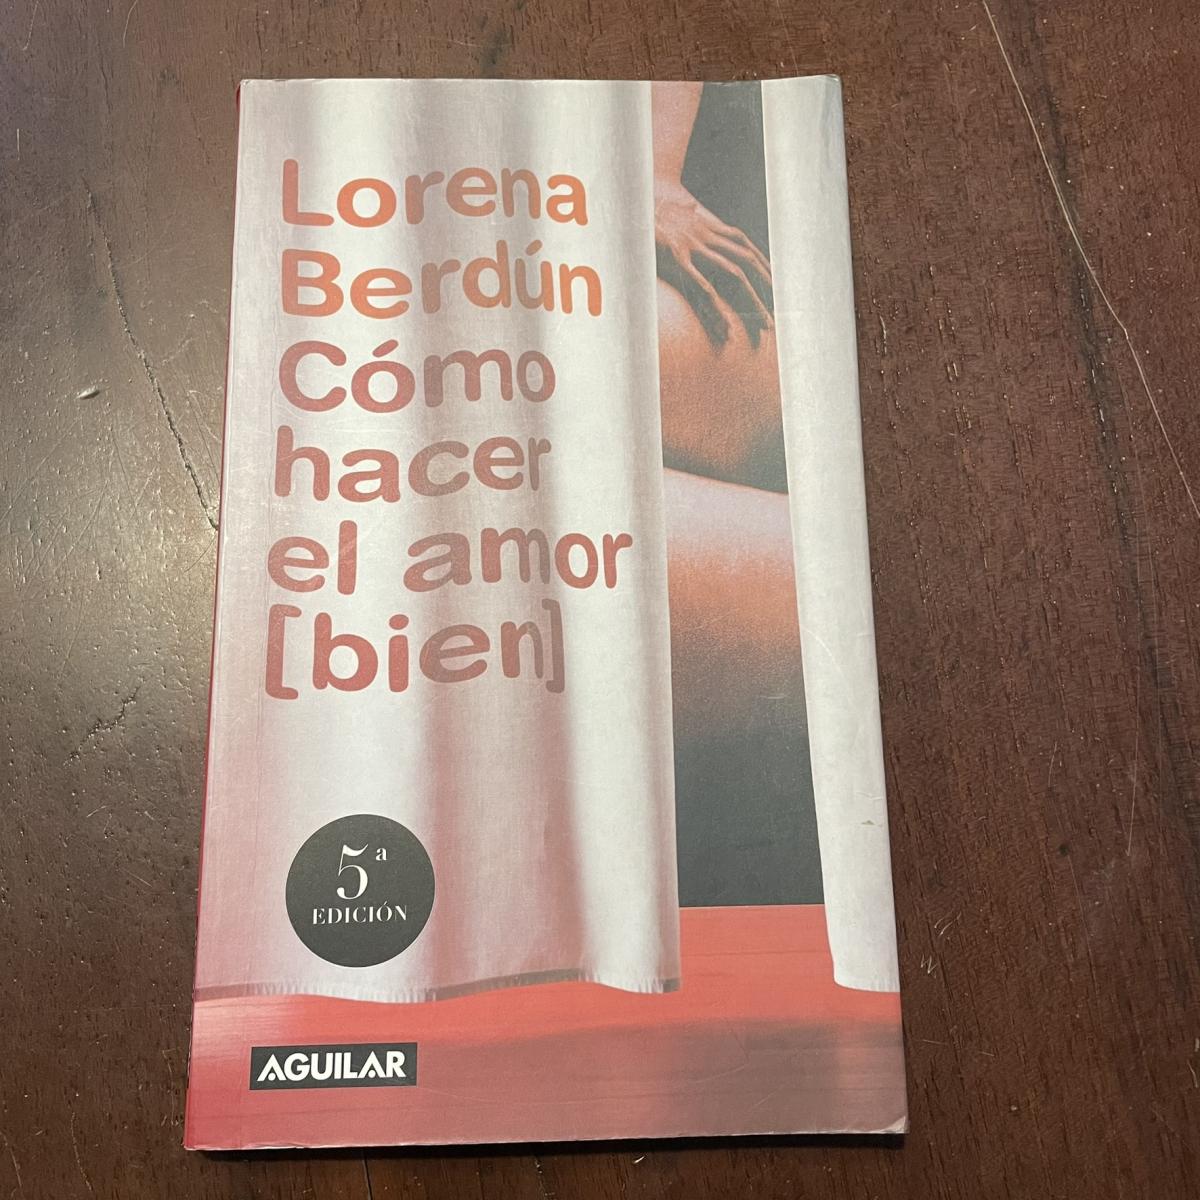 Lorena
Berdún
Cómo
hacer
el amor
[bien]
5ª
EDICIÓN
AGUILAR